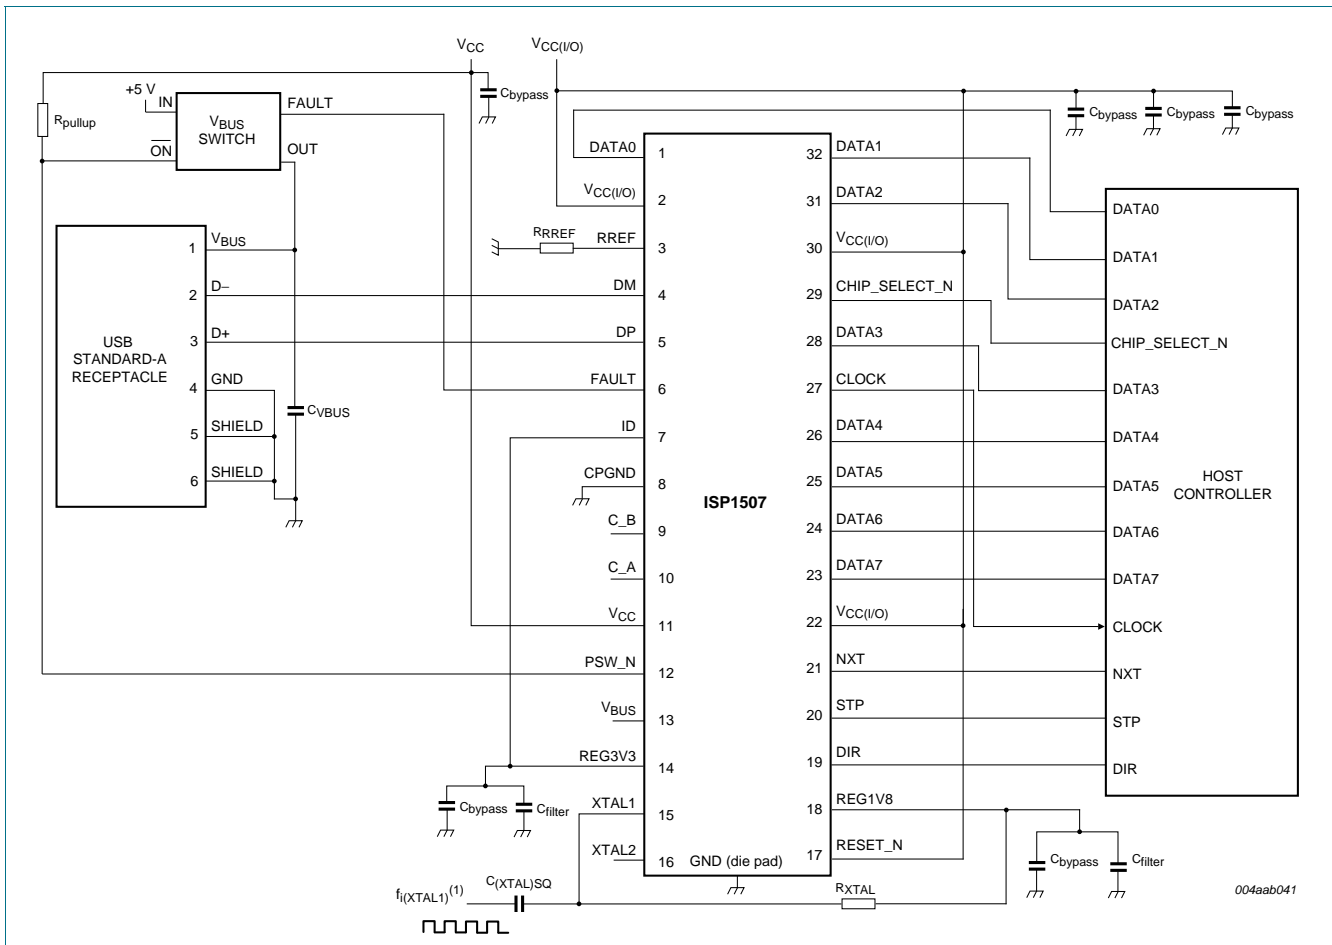 VCC
VCC(I/O)
+5 V
IN
FAULT
Cbypass
Rpullup
VBUS
SWITCH
ON
OUT
Cbypass
Cbypass
Cbypass
DATA0
1
32
DATA1
VCC(I/O)
2
31
DATA2
DATA0
1
VBUS
RRREF
RREF
3
30
VCC(I/O)
DATA1
2
D−
DM
4
29
CHIP_SELECT_N
DATA2
USB
STANDARD-A
RECEPTACLE
3
D+
DP
5
28
DATA3
CHIP_SELECT_N
4
GND
FAULT
6
27
CLOCK
DATA3
CVBUS
5
SHIELD
ID
7
26
DATA4
DATA4
6
SHIELD
CPGND
8
25
DATA5
DATA5
ISP1507
HOST
CONTROLLER
C_B
9
24
DATA6
DATA6
C_A
10
23
DATA7
DATA7
VCC
11
22
VCC(I/O)
CLOCK
PSW_N
12
21
NXT
NXT
VBUS
13
20
STP
STP
REG3V3
14
19
DIR
DIR
Cbypass
Cfilter
XTAL1
15
18
REG1V8
XTAL2
16
GND (die pad)
17
RESET_N
Cbypass
Cfilter
fi(XTAL1)(1)
C(XTAL)SQ
RXTAL
004aab041